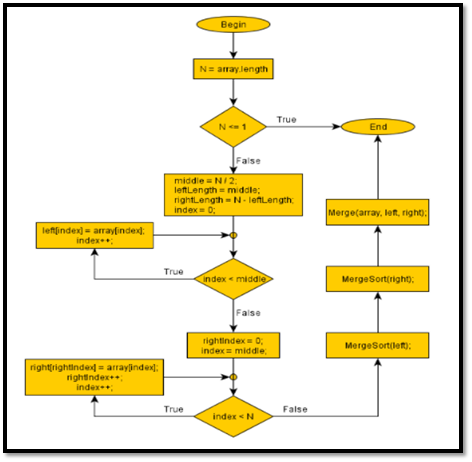 Begin
N = array.length
N <= 1
True
End
False
middle = N / 2;
leftLength = middle;
rightLength = N - leftLength;
index = 0;
Merge(array, left, right);
left[index] = array[index];
index++;
index < middle
True
MergeSort(right);
False
rightIndex = 0;
index = middle;
MergeSort(left);
right[rightIndex] = array[index];
rightIndex++;
index++;
True
index < N
False